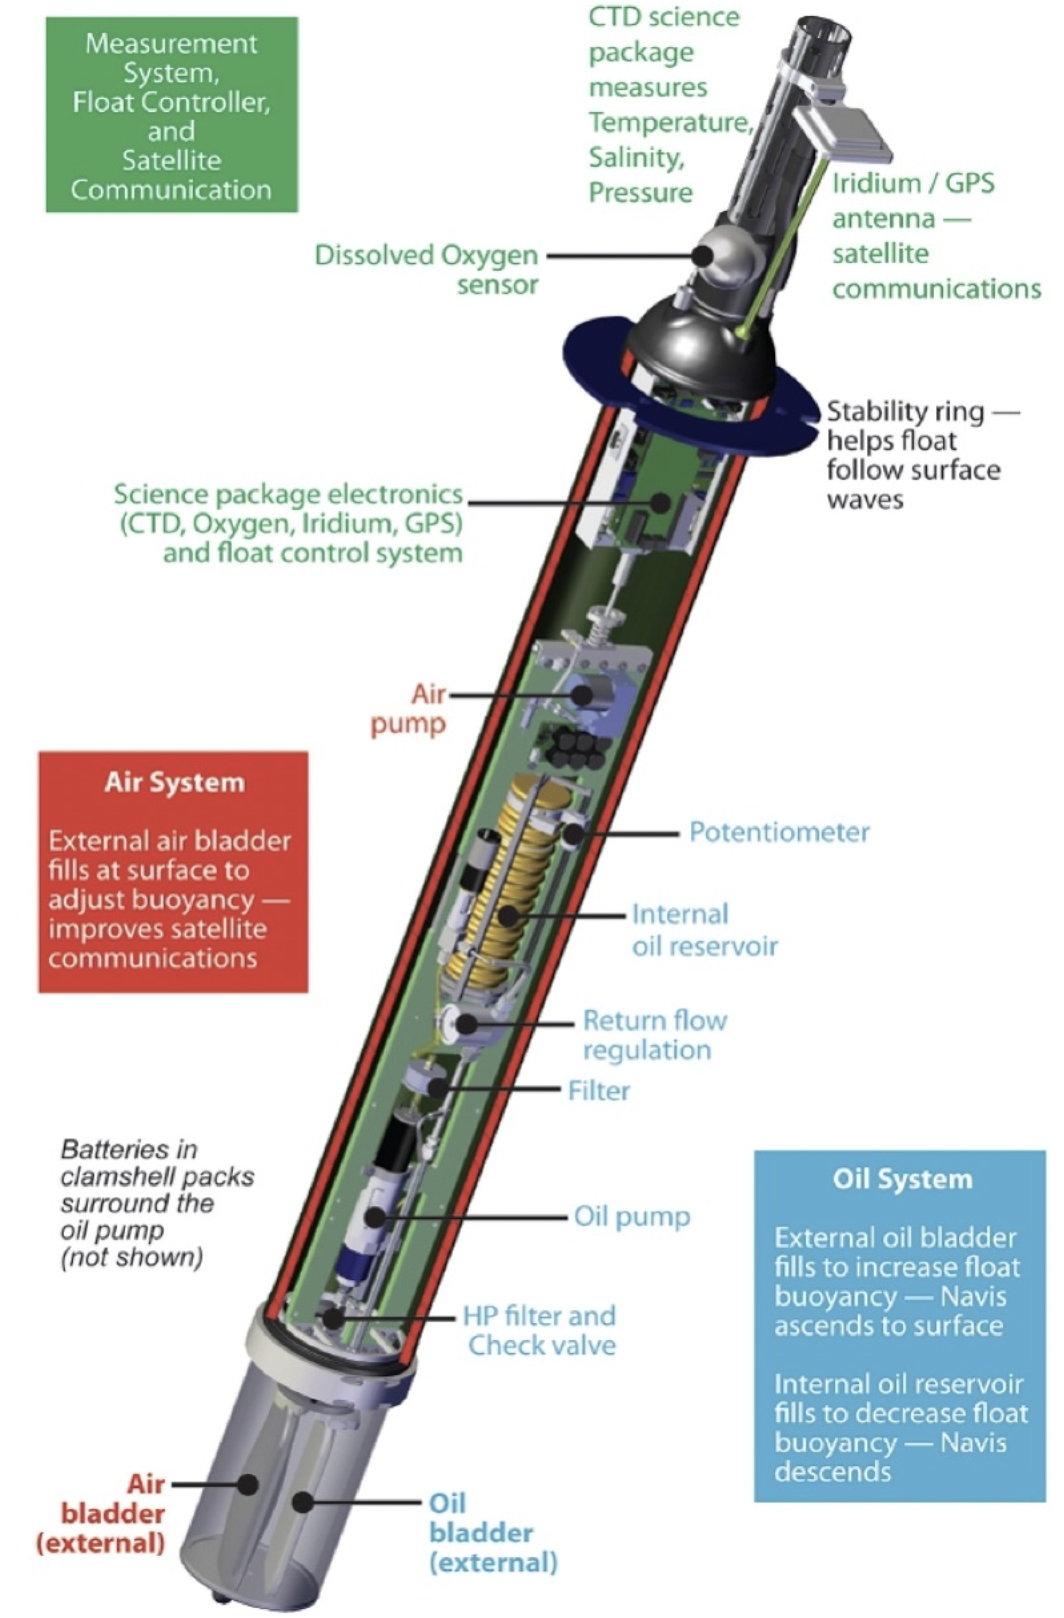 Measurement
System,
Float Controller,
and
Satellite
Communication
CTD science
package
measures
Temperature,
Salinity,
Pressure
Iridium / GPS
antenna —
satellite
communications
Dissolved Oxygen
sensor
Stability ring —
helps float
follow surface
waves
Science package electronics
(CTD, Oxygen, Iridium, GPS)
and float control system
Air
pump
Air System
External air bladder
fills at surface to
adjust buoyancy —
improves satellite
communications
Potentiometer
Internal
oil reservoir
Return flow
regulation
Filter
Batteries in
clamshell packs
surround the
oil pump
(not shown)
Oil pump
HP filter and
Check valve
Oil System
External oil bladder
fills to increase float
buoyancy — Navis
ascends to surface
Internal oil reservoir
fills to decrease float
buoyancy — Navis
descends
Air
bladder
(external)
Oil
bladder
(external)